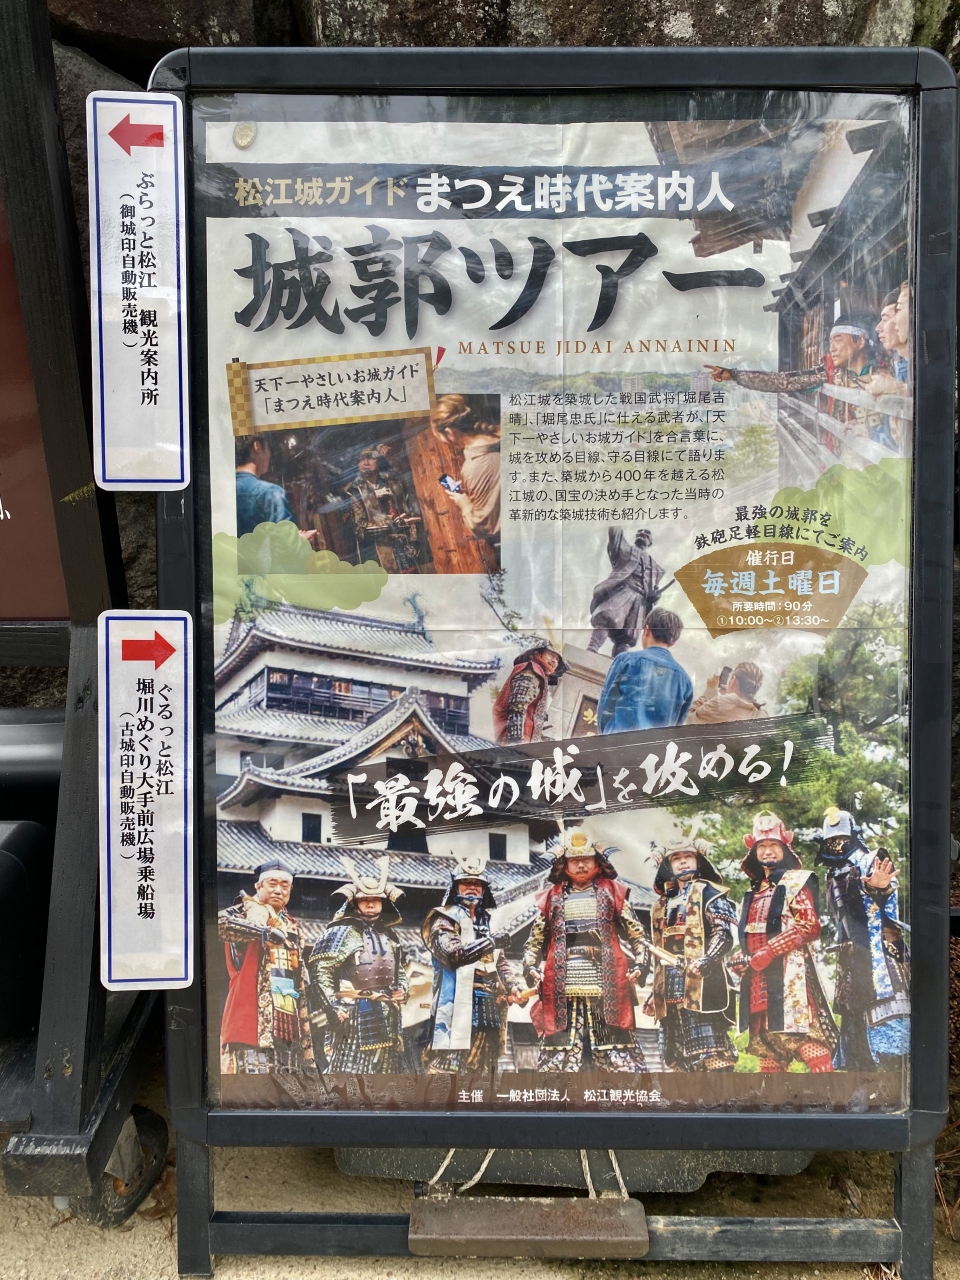 松江城ガイド まつえ時代案内人
城郭ツアー
MATSUE JIDAI ANNAININ
天下一やさしいお城ガイド
「まつえ時代案内人」
松江城を築城した戦国武将「堀尾吉
晴」、「堀尾忠氏」に仕える武者が、「天
下一やさしいお城ガイド」を合言葉に、
城を攻める目線、守る目線にて語りま
す。また、築城から400年を越える松
江城の、国宝の決め手となった当時の
革新的な築城技術も紹介します。
最強の城郭を
鉄砲足軽目線にてご案内
催行日
毎週土曜日
所要時間:90分
①10:00~②13:30~
「最強の城」を攻める!
主催 一般社団法人 松江観光協会
ぶらっと松江 観光案内所
(御城印自動販売機)
ぐるっと松江
堀川めぐり大手前広場乗船場
(古城印自動販売機)